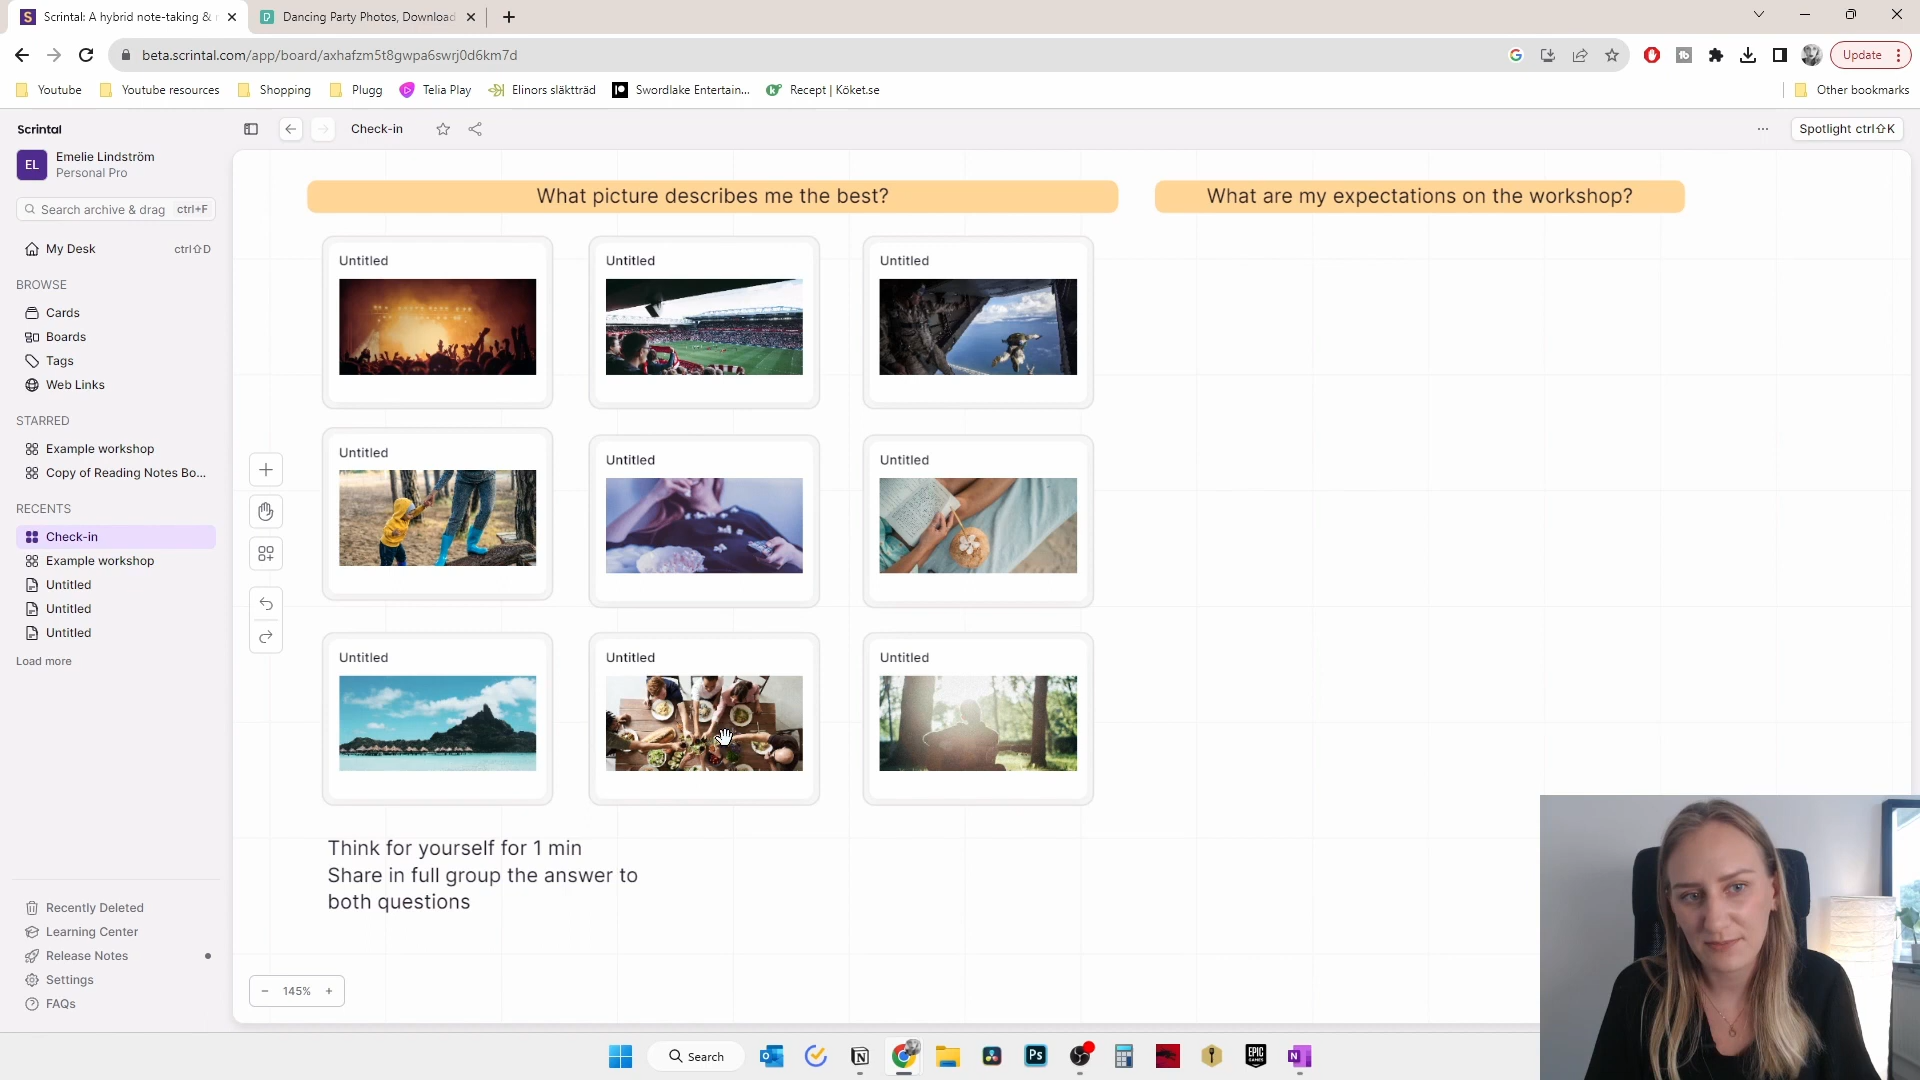 Scrintal: A hybrid note-taking &
Dancing Party Photos, Download
beta.scrintal.com/app/board/axhafzm5t8gwpa6swrj0d6km7d
Update
Youtube
Youtube resources
Shopping
Plugg
Telia Play
Elinors släktträd
Swordlake Entertain...
Recept | Köket.se
Other bookmarks
Scrintal
Check-in
Spotlight ctrl⇧K
EL
Emelie Lindström
Personal Pro
Search archive & drag ctrl+F
My Desk ctrl⇧D
BROWSE
Cards
Boards
Tags
Web Links
STARRED
Example workshop
Copy of Reading Notes Bo...
RECENTS
Check-in
Example workshop
Untitled
Untitled
Untitled
Load more
Recently Deleted
Learning Center
Release Notes
Settings
FAQs
What picture describes me the best?
What are my expectations on the workshop?
Untitled
Untitled
Untitled
Untitled
Untitled
Untitled
Untitled
Untitled
Untitled
Think for yourself for 1 min
Share in full group the answer to
both questions
145%
Search
Ps
EPIC
GAMES
N